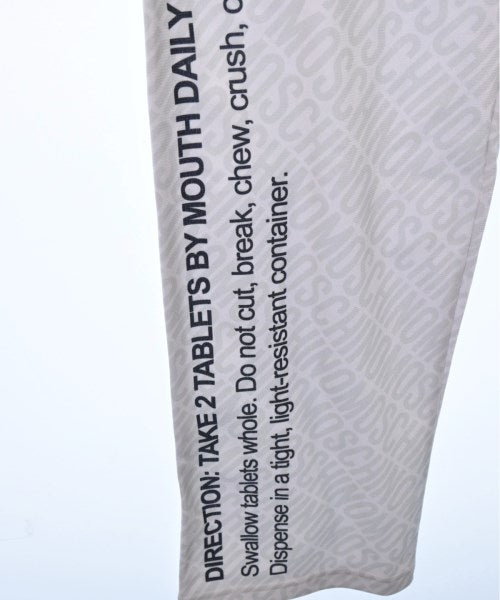 DIRECTION: TAKE 2 TABLETS BY MOUTH DAILY
Swallow tablets whole. Do not cut, break, chew, crush,
Dispense in a tight, light-resistant container.
MOSCHINO